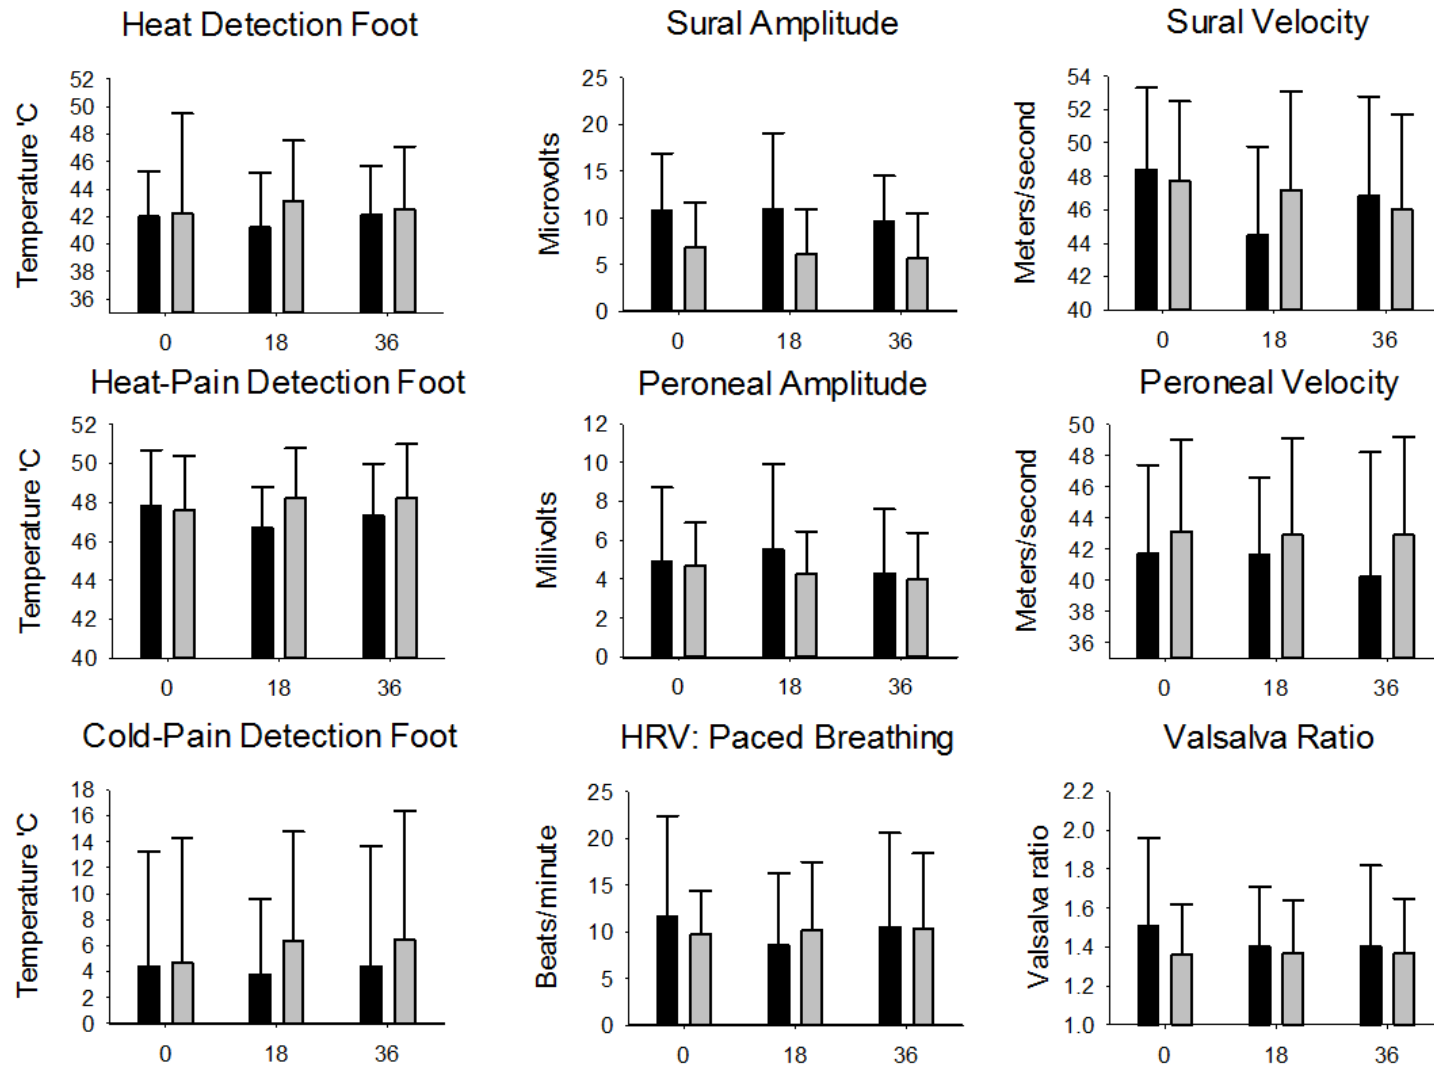 Heat Detection Foot
Temperature 'C
52
50
48
46
44
42
40
38
36
0 18 36
Sural Amplitude
Microvolts
25
20
15
10
5
0
0 18 36
Sural Velocity
Meters/second
54
52
50
48
46
44
42
40
0 18 36
Heat-Pain Detection Foot
Temperature 'C
52
50
48
46
44
42
40
0 18 36
Peroneal Amplitude
Milivolts
12
10
8
6
4
2
0
0 18 36
Peroneal Velocity
Meters/second
50
48
46
44
42
40
38
36
0 18 36
Cold-Pain Detection Foot
Temperature 'C
18
16
14
12
10
8
6
4
2
0
0 18 36
HRV: Paced Breathing
Beats/minute
25
20
15
10
5
0
0 18 36
Valsalva Ratio
Valsalva ratio
2.2
2.0
1.8
1.6
1.4
1.2
1.0
0 18 36